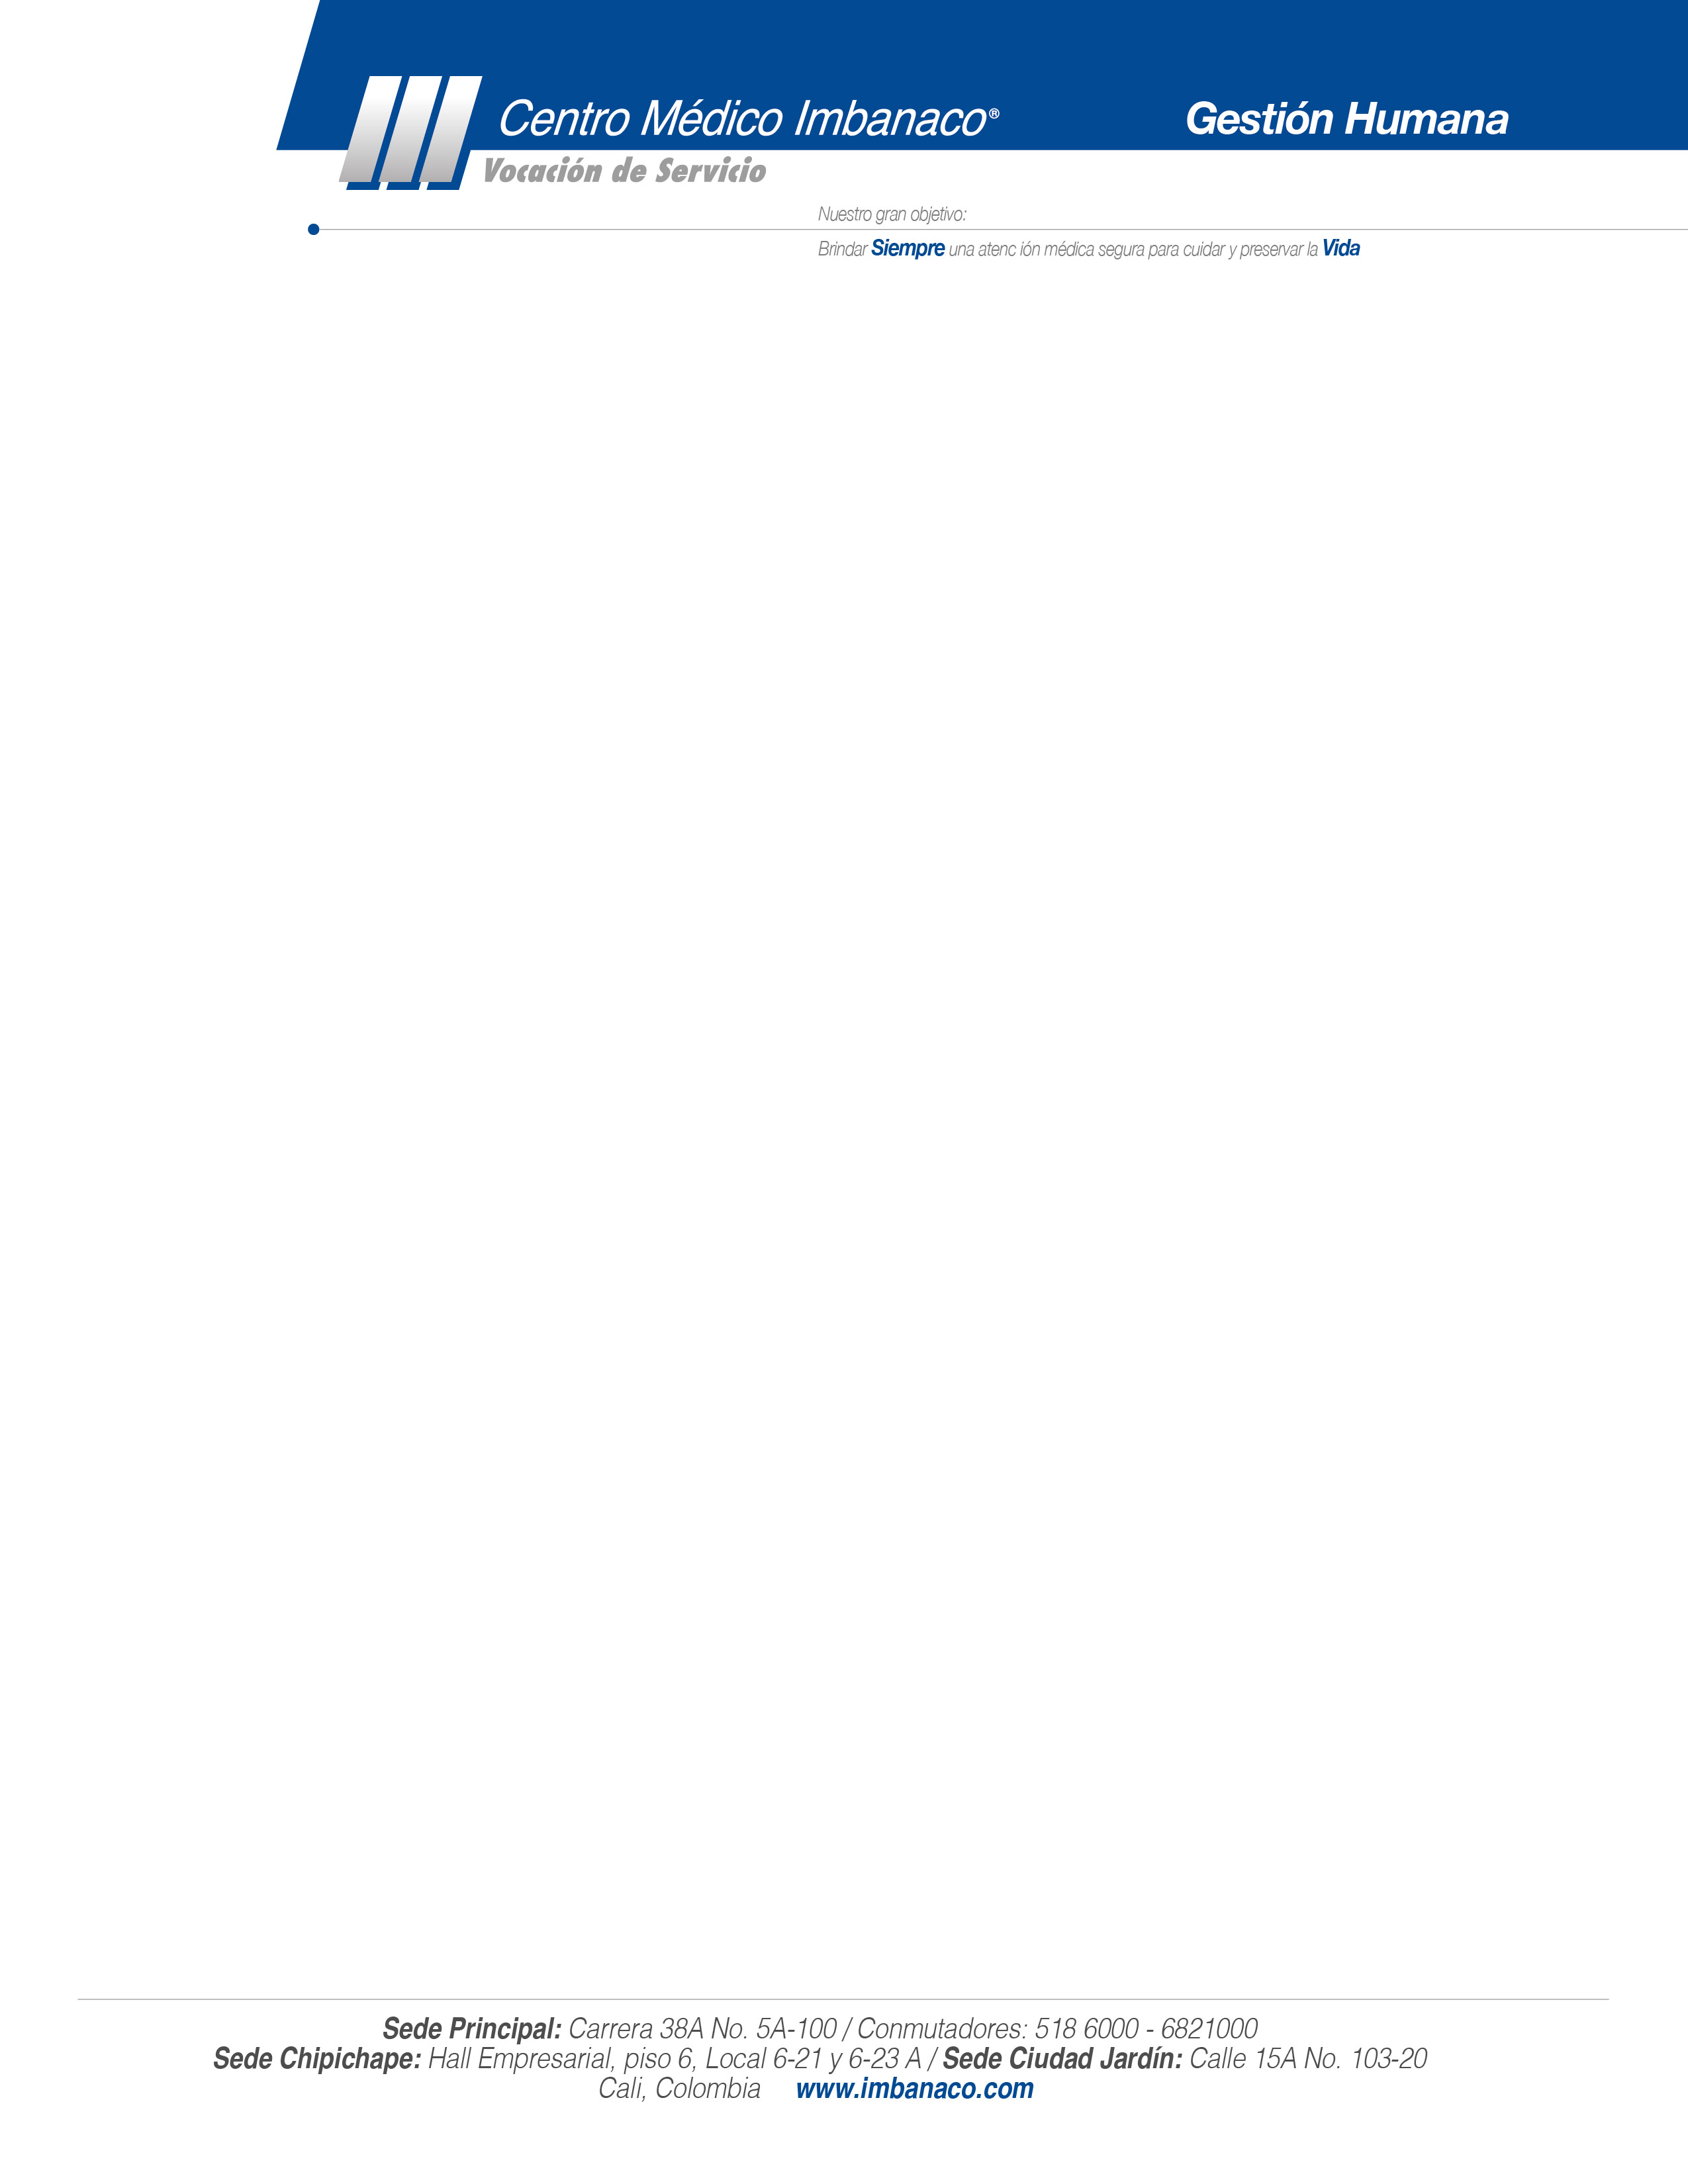 Centro Médico Imbanaco®
Gestión Humana
Vocación de Servicio
Nuestro gran objetivo:
Brindar Siempre una atenc ión médica segura para cuidar y preservar la Vida
Sede Principal: Carrera 38A No. 5A-100 / Conmutadores: 518 6000 - 6821000
Sede Chipichape: Hall Empresarial, piso 6, Local 6-21 y 6-23 A / Sede Ciudad Jardín: Calle 15A No. 103-20
Cali, Colombia www.imbanaco.com